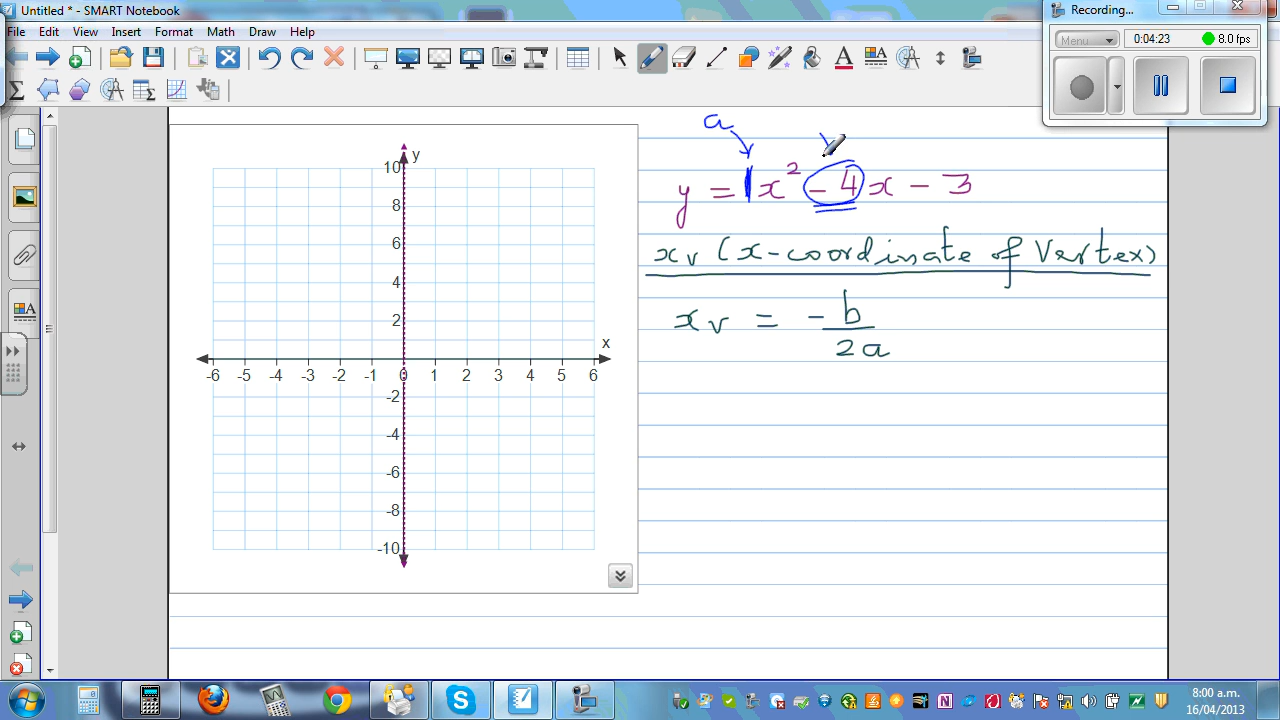 Untitled * - SMART Notebook
File Edit View Insert Format Math Draw Help
Recording...
Menu 0:04:23 8.0 fps
a
y = 1x² - 4x - 3
xv (x-coordinate of Vertex)
xv = - b
2a
y
10
8
6
4
2
x
-6 -5 -4 -3 -2 -1 0 1 2 3 4 5 6
-2
-4
-6
-8
-10
8:00 a.m.
16/04/2013